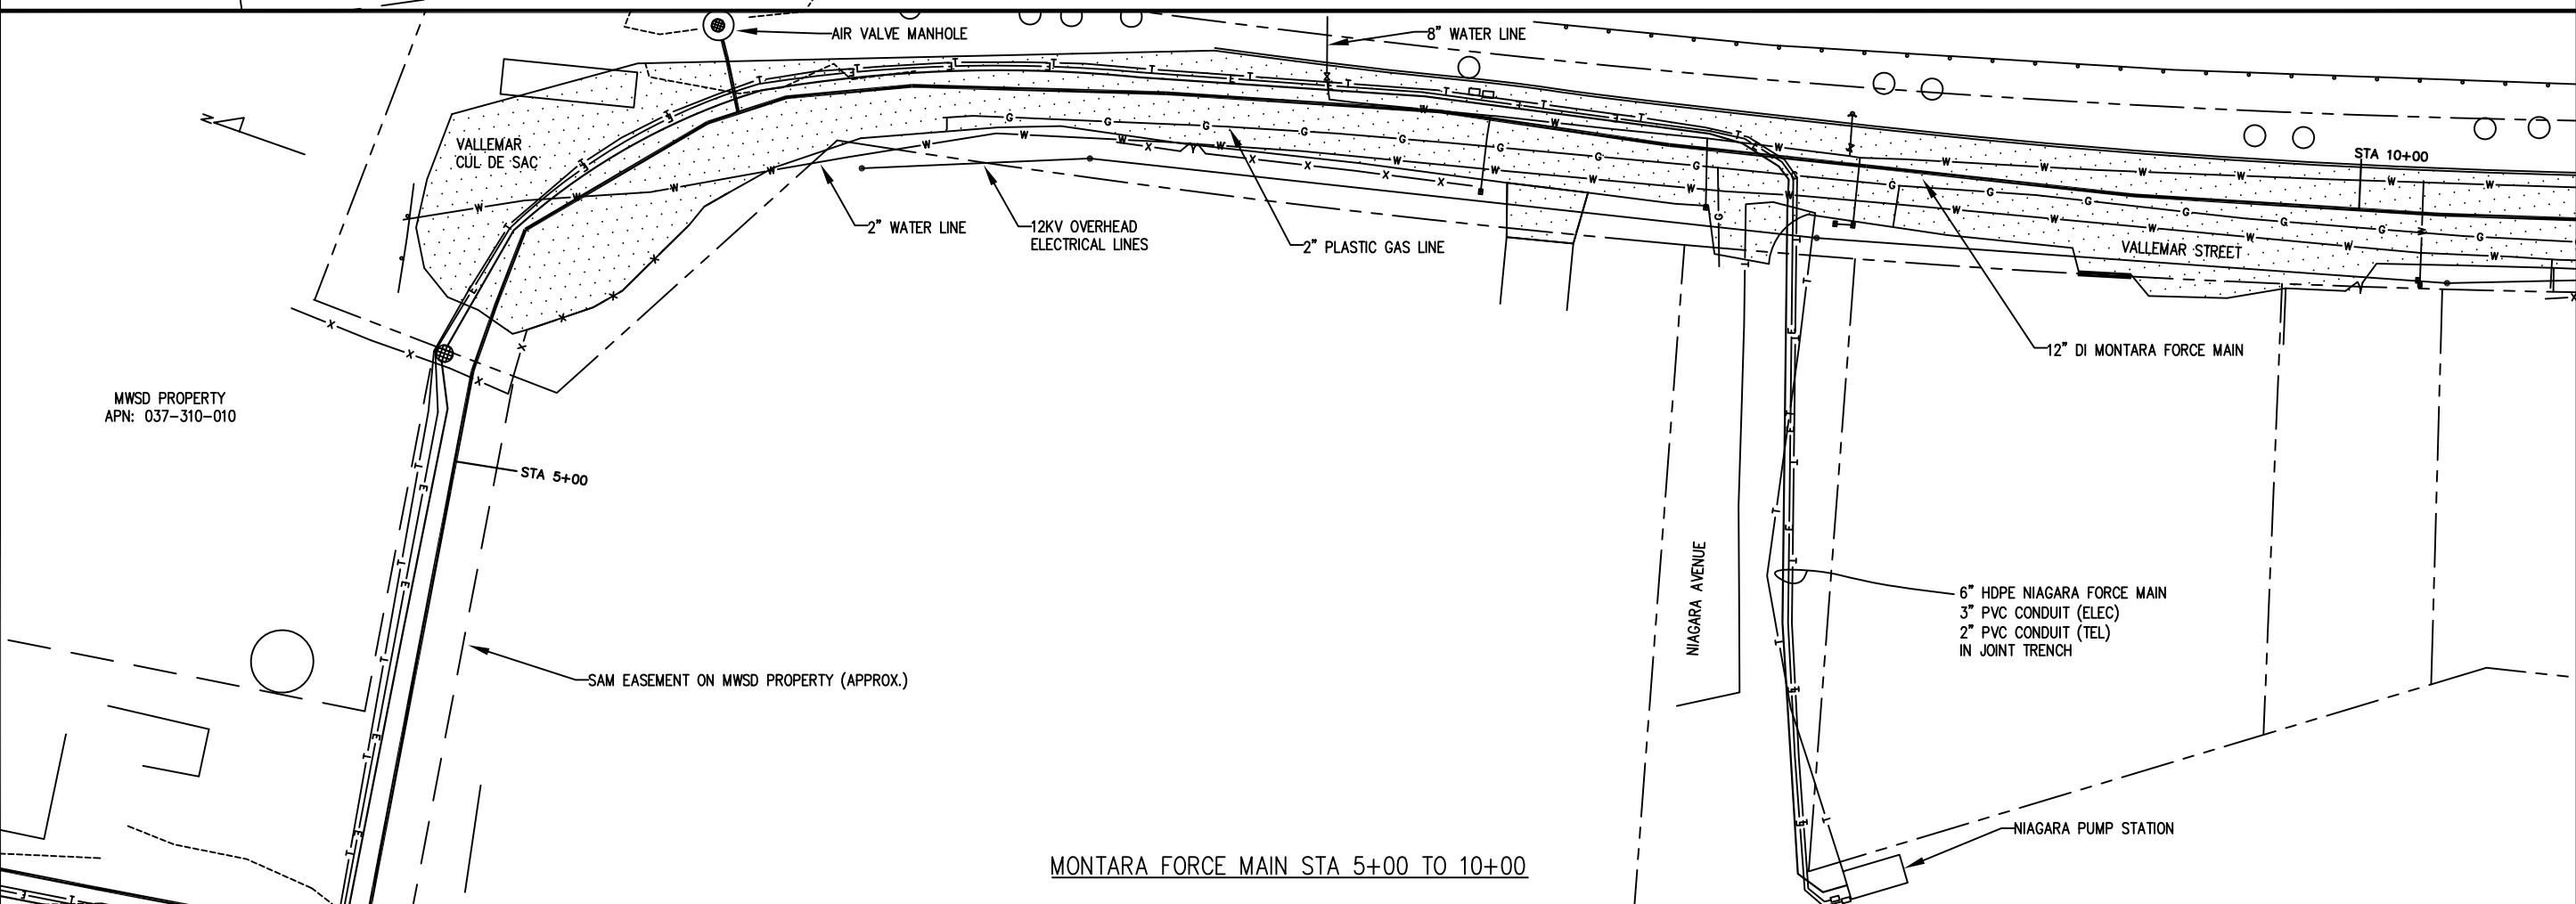 AIR VALVE MANHOLE
8" WATER LINE
N
VALLEMAR
CUL DE SAC
STA 10+00
2" WATER LINE
12KV OVERHEAD
ELECTRICAL LINES
2" PLASTIC GAS LINE
VALLEMAR STREET
12" DI MONTARA FORCE MAIN
MWSD PROPERTY
APN: 037-310-010
STA 5+00
NIAGARA AVENUE
6" HDPE NIAGARA FORCE MAIN
3" PVC CONDUIT (ELEC)
2" PVC CONDUIT (TEL)
IN JOINT TRENCH
SAM EASEMENT ON MWSD PROPERTY (APPROX.)
NIAGARA PUMP STATION
MONTARA FORCE MAIN STA 5+00 TO 10+00